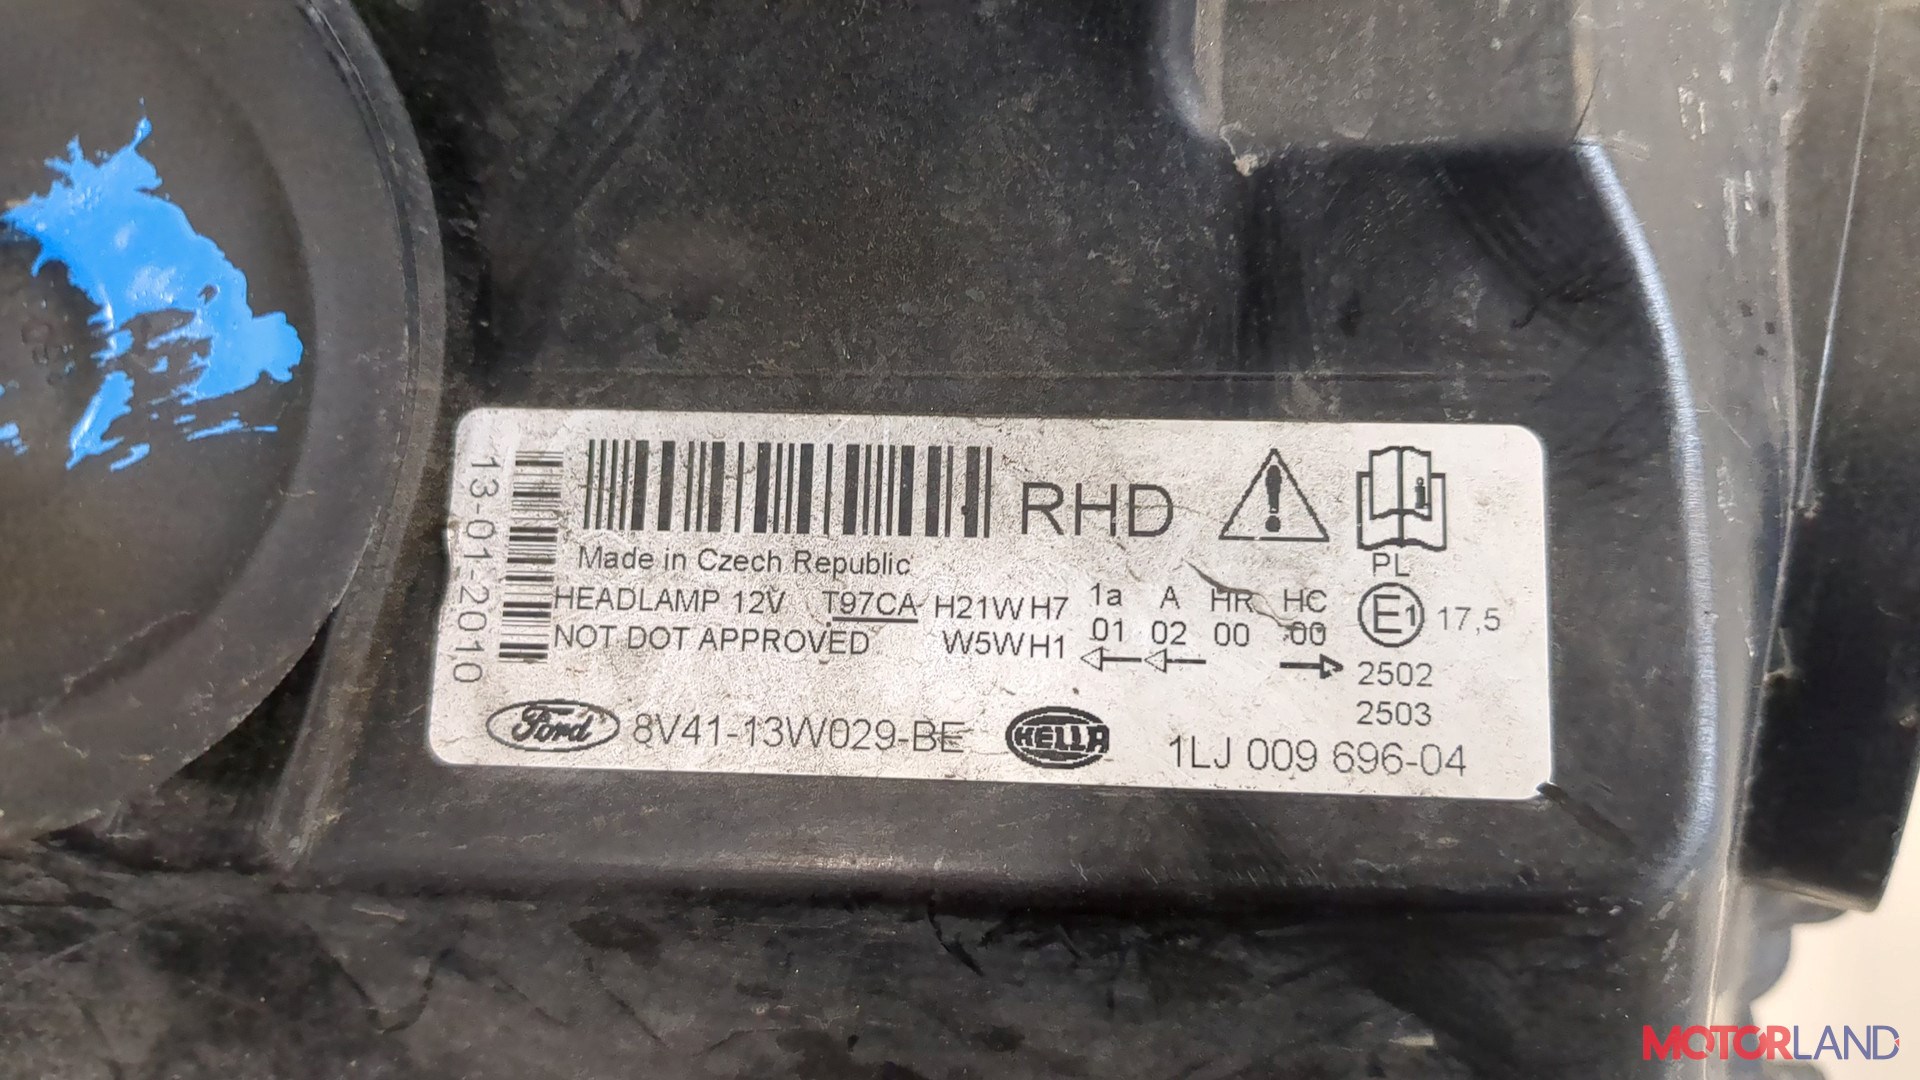 13-01-2010
RHD
Made in Czech Republic
PL
HEADLAMP 12V T97CA H21W H7 1a A HR HC E1 17,5
NOT DOT APPROVED W5W H1 01 02 00 00
2502
2503
Ford 8V41-13W029-BE HELLA 1LJ 009 696-04
MOTORLAND